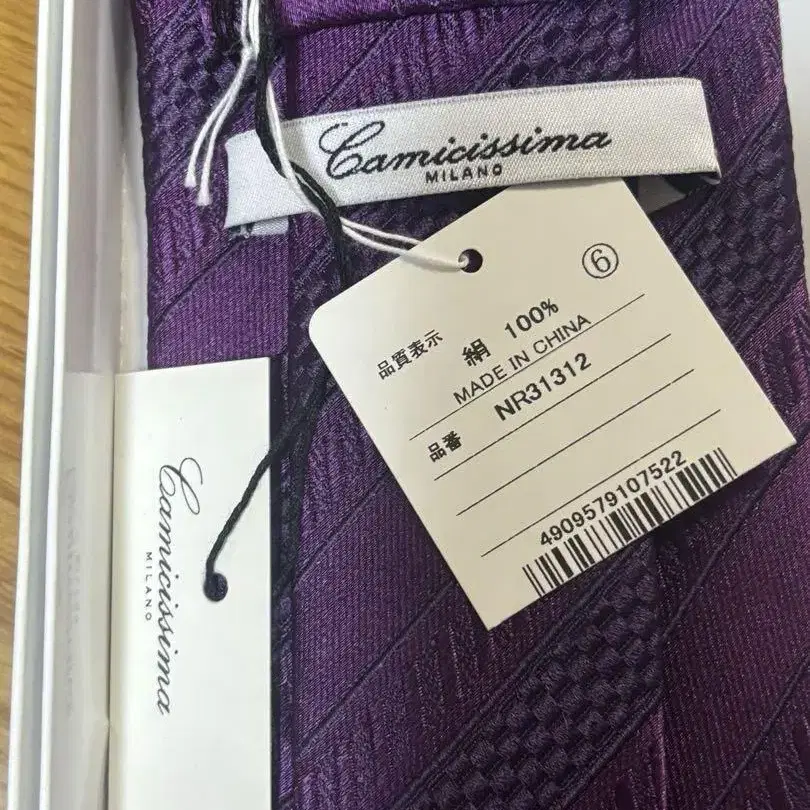 Camicissima
MILANO
⑥
品質表示 絹 100%
MADE IN CHINA
品番 NR31312
4909579107522
Camicissima
MILANO